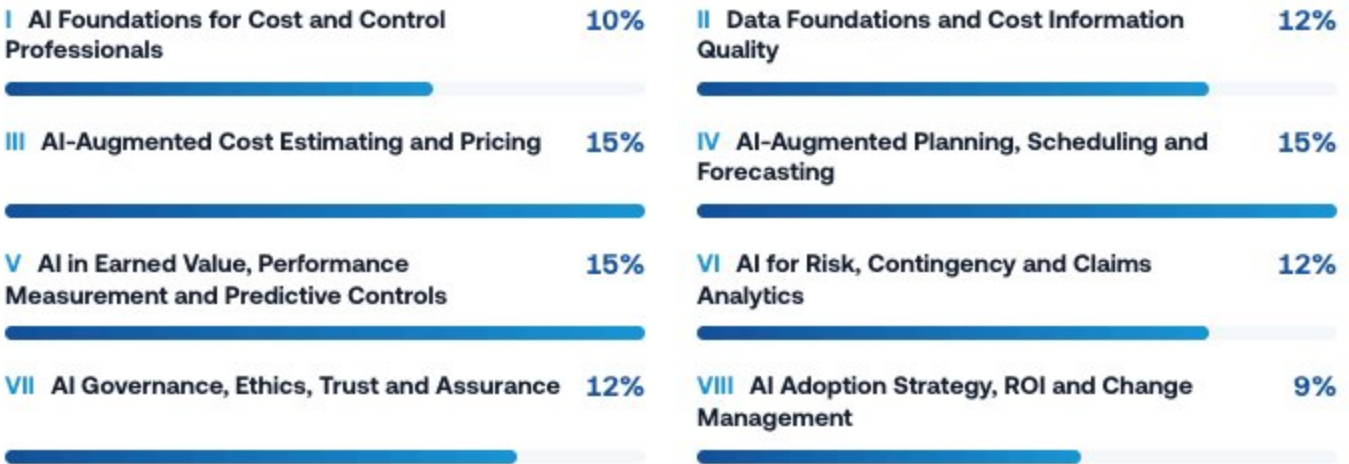 I AI Foundations for Cost and Control 10%
Professionals
II Data Foundations and Cost Information 12%
Quality
III AI-Augmented Cost Estimating and Pricing 15%
IV AI-Augmented Planning, Scheduling and 15%
Forecasting
V AI in Earned Value, Performance 15%
Measurement and Predictive Controls
VI AI for Risk, Contingency and Claims 12%
Analytics
VII AI Governance, Ethics, Trust and Assurance 12%
VIII AI Adoption Strategy, ROI and Change 9%
Management